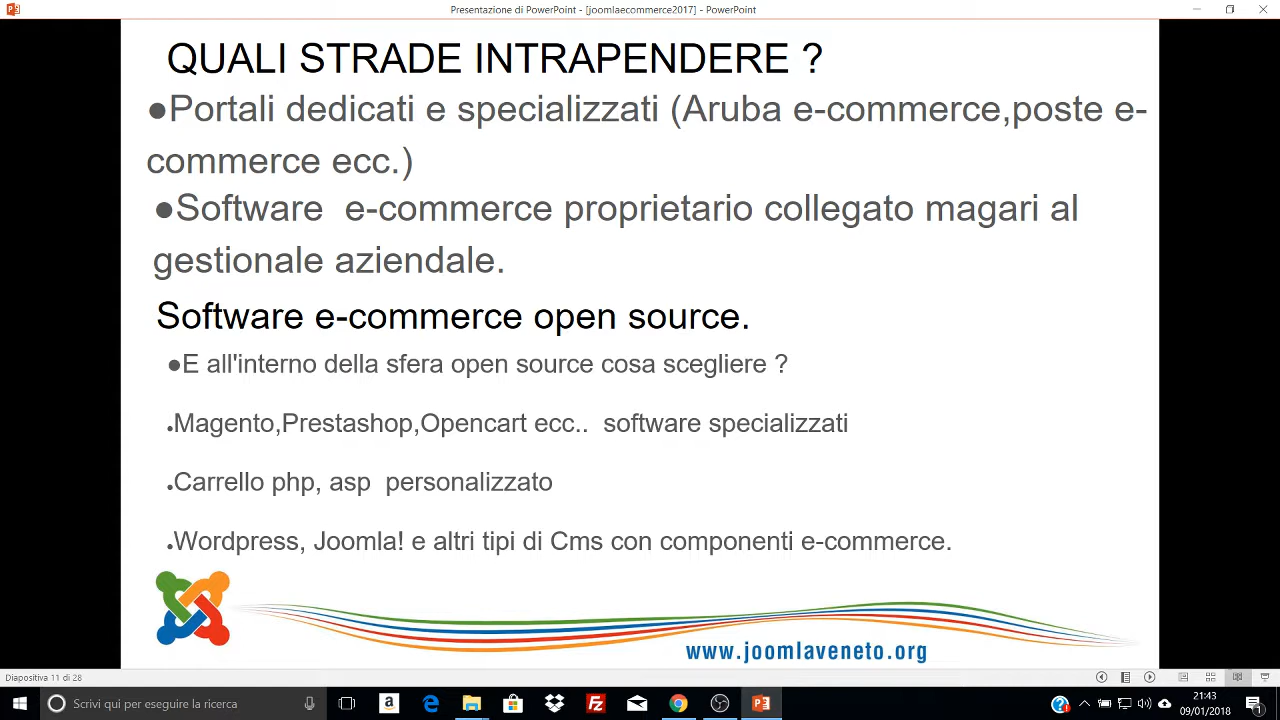 Presentazione di PowerPoint - [joomlaecommerce2017] - PowerPoint
QUALI STRADE INTRAPENDERE ?
●Portali dedicati e specializzati (Aruba e-commerce,poste e-
commerce ecc.)
●Software e-commerce proprietario collegato magari al
gestionale aziendale.
Software e-commerce open source.
●E all'interno della sfera open source cosa scegliere ?
●Magento,Prestashop,Opencart ecc.. software specializzati
●Carrello php, asp personalizzato
●Wordpress, Joomla! e altri tipi di Cms con componenti e-commerce.
www.joomlaveneto.org
Diapositiva 11 di 28
Scrivi qui per eseguire la ricerca
21:43
09/01/2018